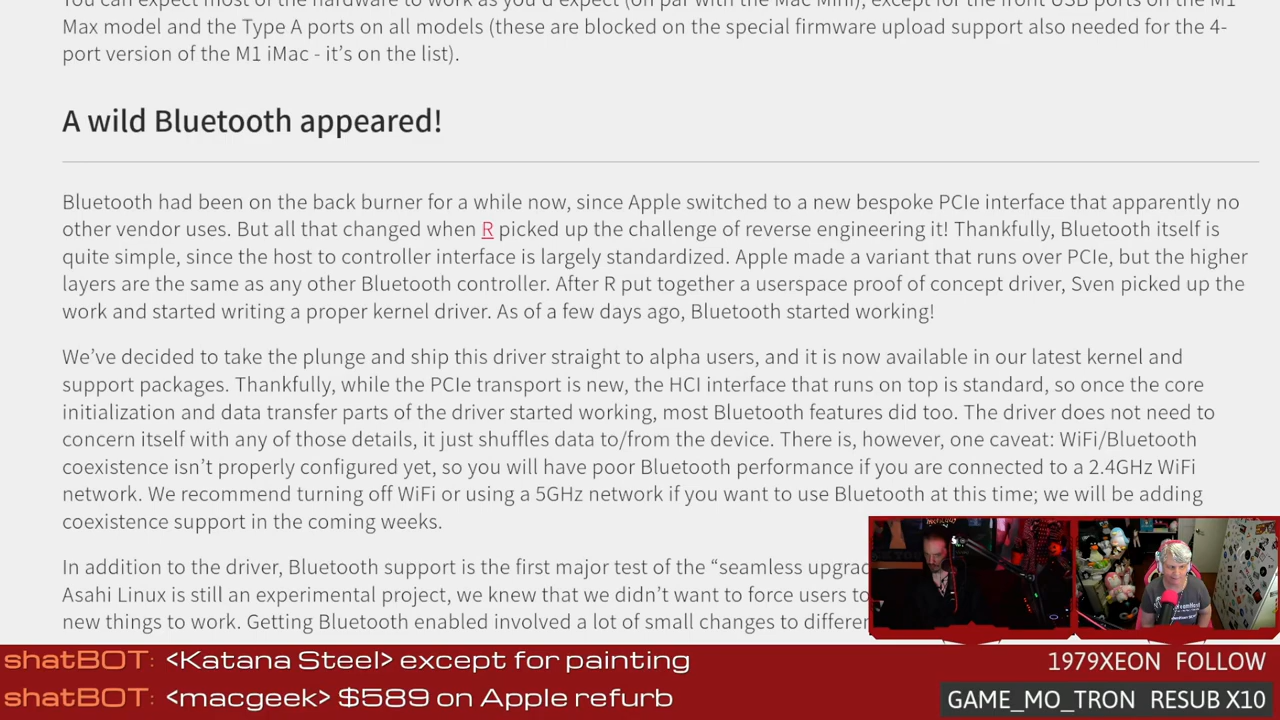 You can expect most of the hardware to work as you'd expect (on par with the Mac Mini), except for the front USB ports on the M1
Max model and the Type A ports on all models (these are blocked on the special firmware upload support also needed for the 4-
port version of the M1 iMac - it's on the list).
A wild Bluetooth appeared!
Bluetooth had been on the back burner for a while now, since Apple switched to a new bespoke PCIe interface that apparently no
other vendor uses. But all that changed when R picked up the challenge of reverse engineering it! Thankfully, Bluetooth itself is
quite simple, since the host to controller interface is largely standardized. Apple made a variant that runs over PCIe, but the higher
layers are the same as any other Bluetooth controller. After R put together a userspace proof of concept driver, Sven picked up the
work and started writing a proper kernel driver. As of a few days ago, Bluetooth started working!
We've decided to take the plunge and ship this driver straight to alpha users, and it is now available in our latest kernel and
support packages. Thankfully, while the PCIe transport is new, the HCI interface that runs on top is standard, so once the core
initialization and data transfer parts of the driver started working, most Bluetooth features did too. The driver does not need to
concern itself with any of those details, it just shuffles data to/from the device. There is, however, one caveat: WiFi/Bluetooth
coexistence isn't properly configured yet, so you will have poor Bluetooth performance if you are connected to a 2.4GHz WiFi
network. We recommend turning off WiFi or using a 5GHz network if you want to use Bluetooth at this time; we will be adding
coexistence support in the coming weeks.
In addition to the driver, Bluetooth support is the first major test of the “seamless upgrad
Asahi Linux is still an experimental project, we knew that we didn't want to force users to
new things to work. Getting Bluetooth enabled involved a lot of small changes to differen
shatBOT: <Katana Steel> except for painting
shatBOT: <macgeek> $589 on Apple refurb
1979XEON FOLLOW
GAME_MO_TRON RESUB X10